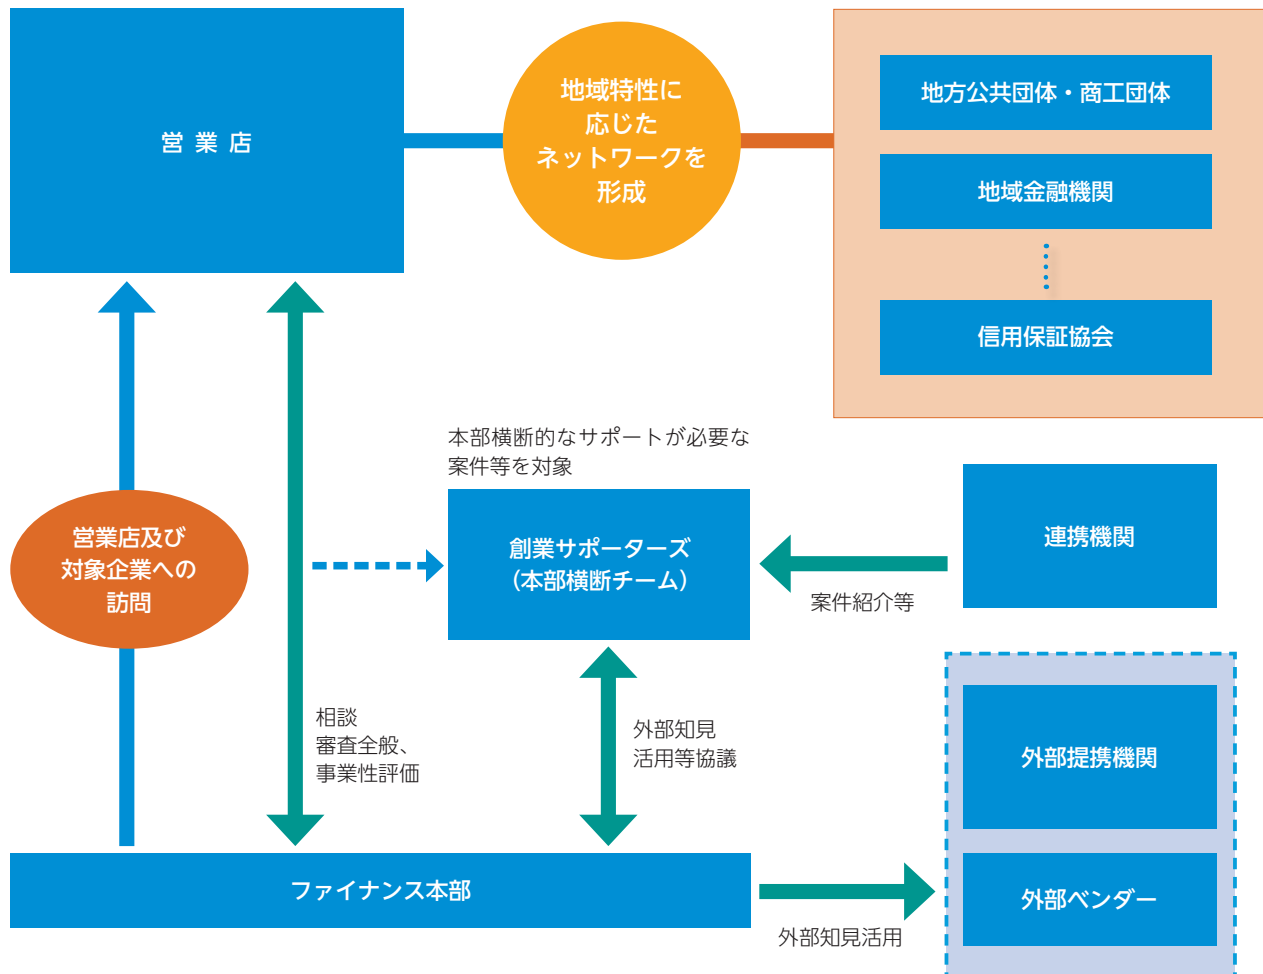 営業店
地域特性に
応じた
ネットワークを
形成
地方公共団体・商工団体
地域金融機関
信用保証協会
本部横断的なサポートが必要な
案件等を対象
営業店及び
対象企業への
訪問
創業サポーターズ
（本部横断チーム）
連携機関
案件紹介等
相談
審査全般、
事業性評価
外部知見
活用等協議
外部提携機関
ファイナンス本部
外部ベンダー
外部知見活用